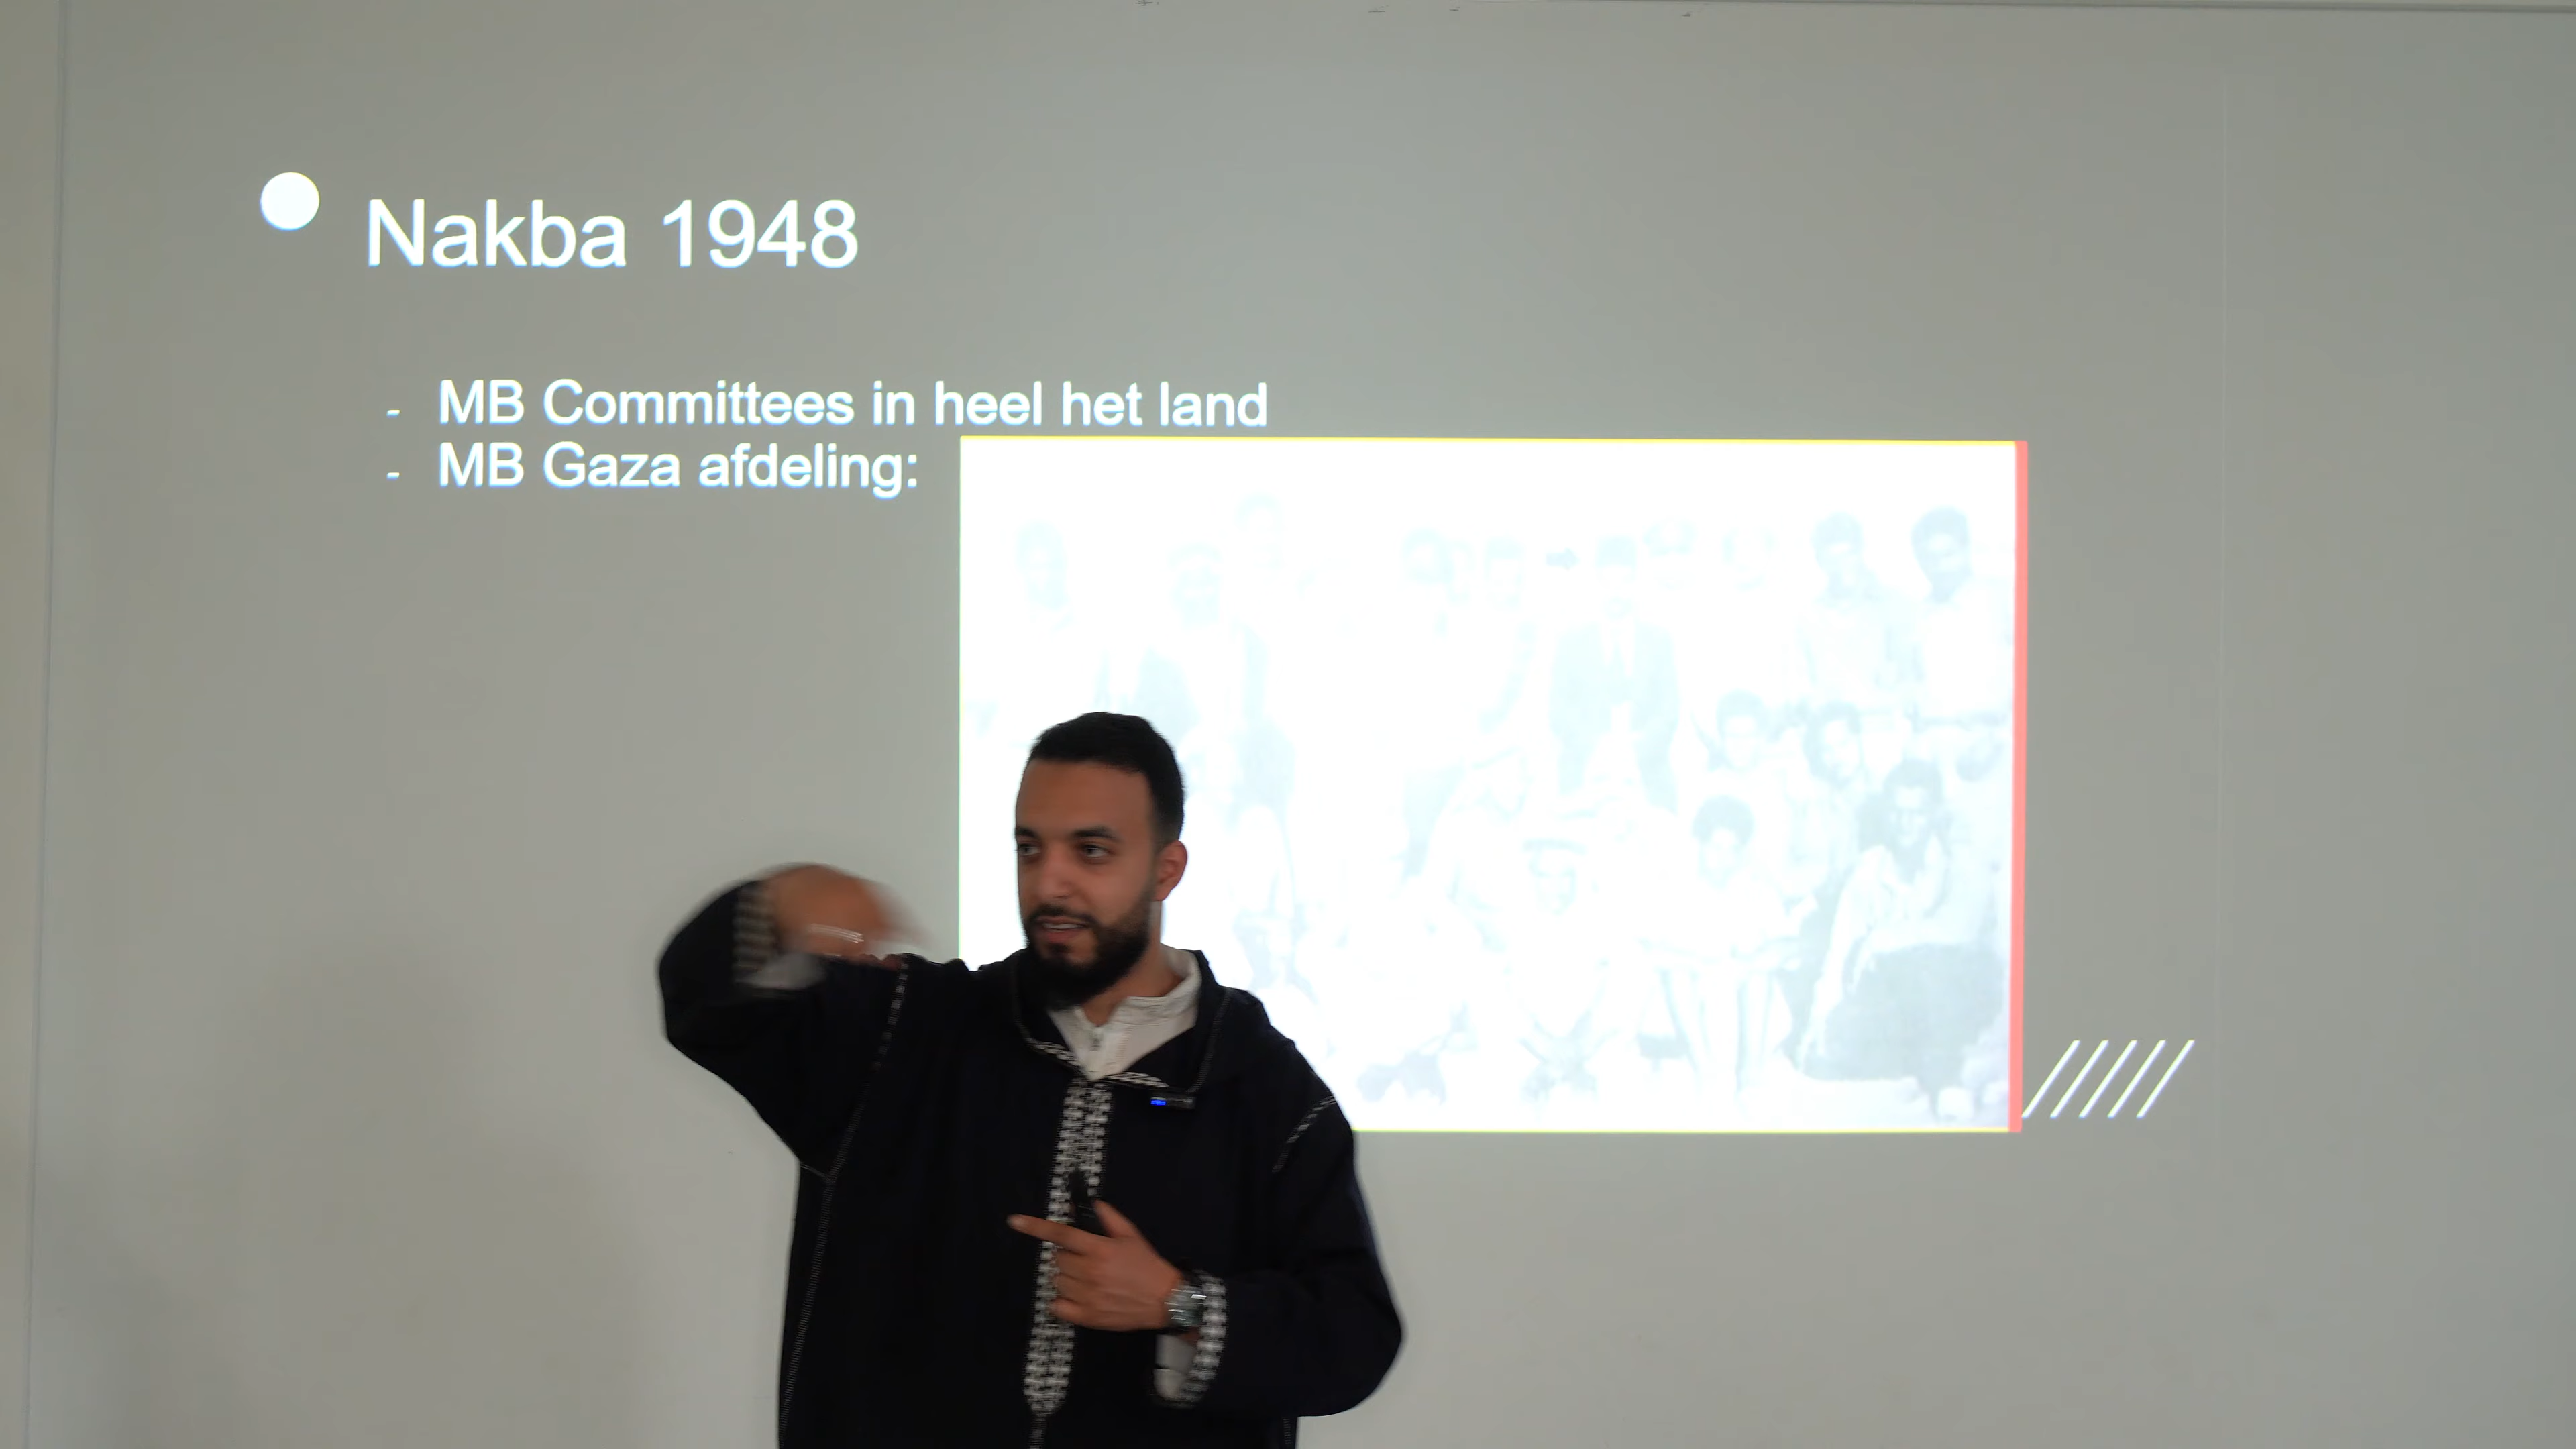 Nakba 1948
- MB Committees in heel het land
- MB Gaza afdeling: